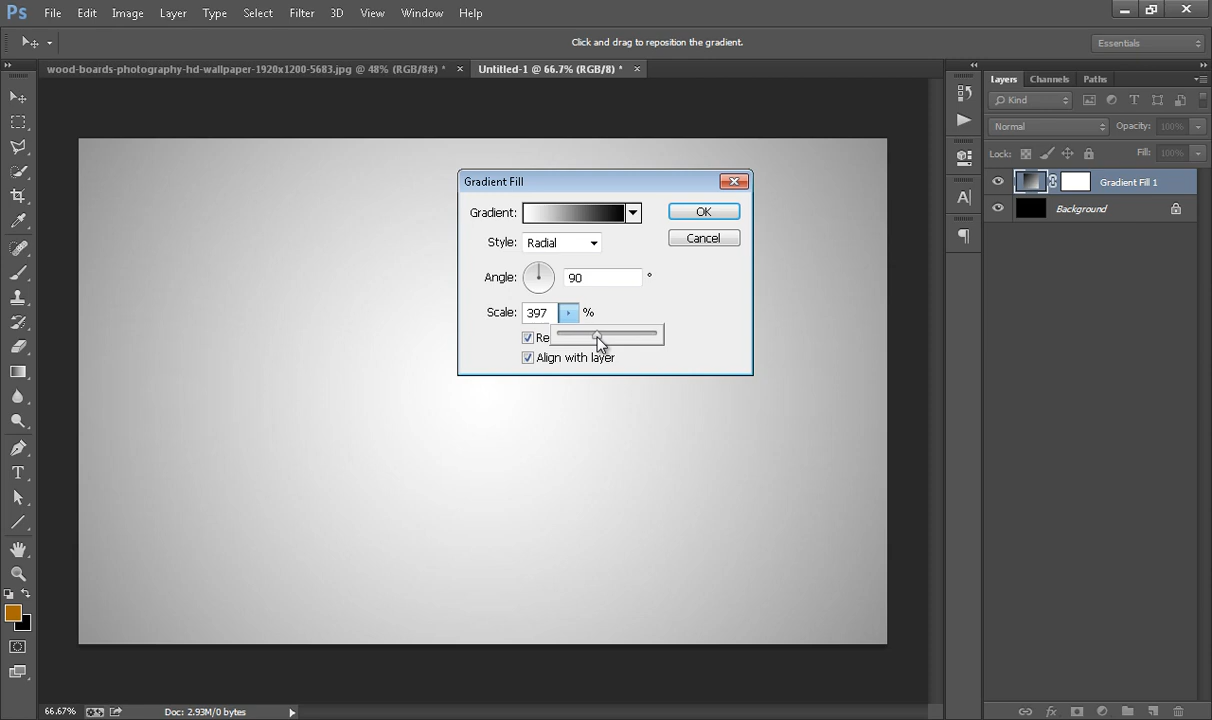 Ps File Edit Image Layer Type Select Filter 3D View Window Help
Click and drag to reposition the gradient.
Essentials
wood-boards-photography-hd-wallpaper-1920x1200-5683.jpg @ 48% (RGB/8#) * ×
Untitled-1 @ 66.7% (RGB/8) * ×
Layers Channels Paths
Kind
Normal Opacity: 100%
Lock: Fill: 100%
Gradient Fill 1
Background
Gradient Fill
Gradient: OK
Style: Radial Cancel
Angle: 90 °
Scale: 397 %
Re
Align with layer
66.67% Doc: 2.93M/0 bytes